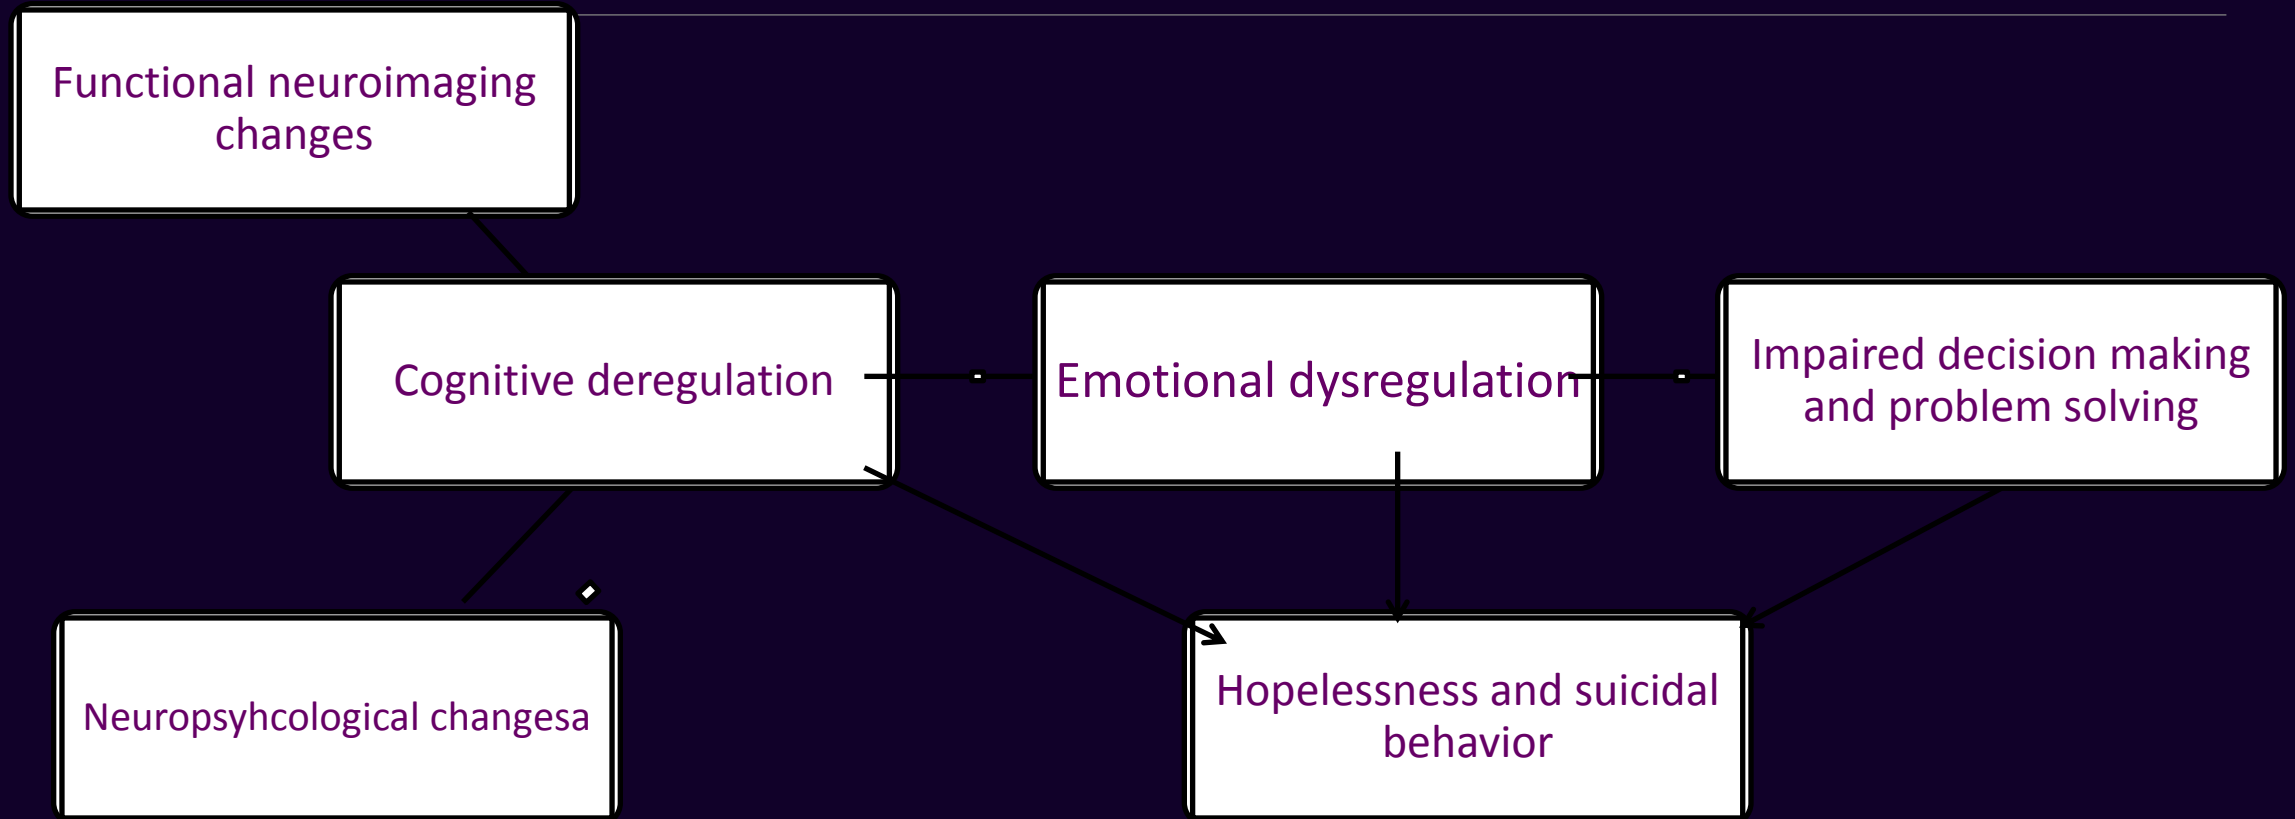 Functional neuroimaging
changes
Cognitive deregulation
Emotional dysregulation
Impaired decision making
and problem solving
Neuropsyhcological changesa
Hopelessness and suicidal
behavior